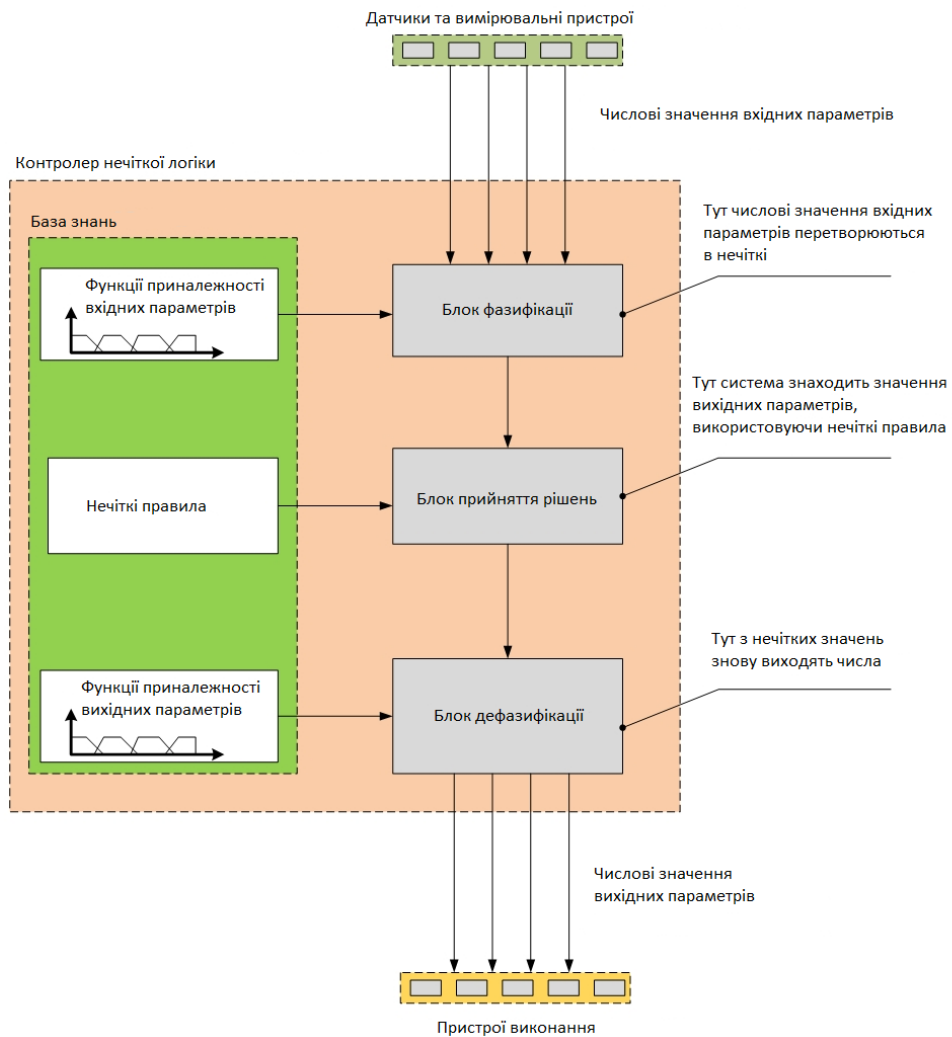 Датчики та вимірювальні пристрої
Числові значення вхідних параметрів
Контролер нечіткої логіки
База знань
Функції приналежності
вхідних параметрів
Блок фазифікації
Тут числові значення вхідних
параметрів перетворюються
в нечіткі
Тут система знаходить значення
вихідних параметрів,
використовуючи нечіткі правила
Нечіткі правила
Блок прийняття рішень
Тут з нечітких значень
знову виходять числа
Функції приналежності
вихідних параметрів
Блок дефазифікації
Числові значення
вихідних параметрів
Пристрої виконання